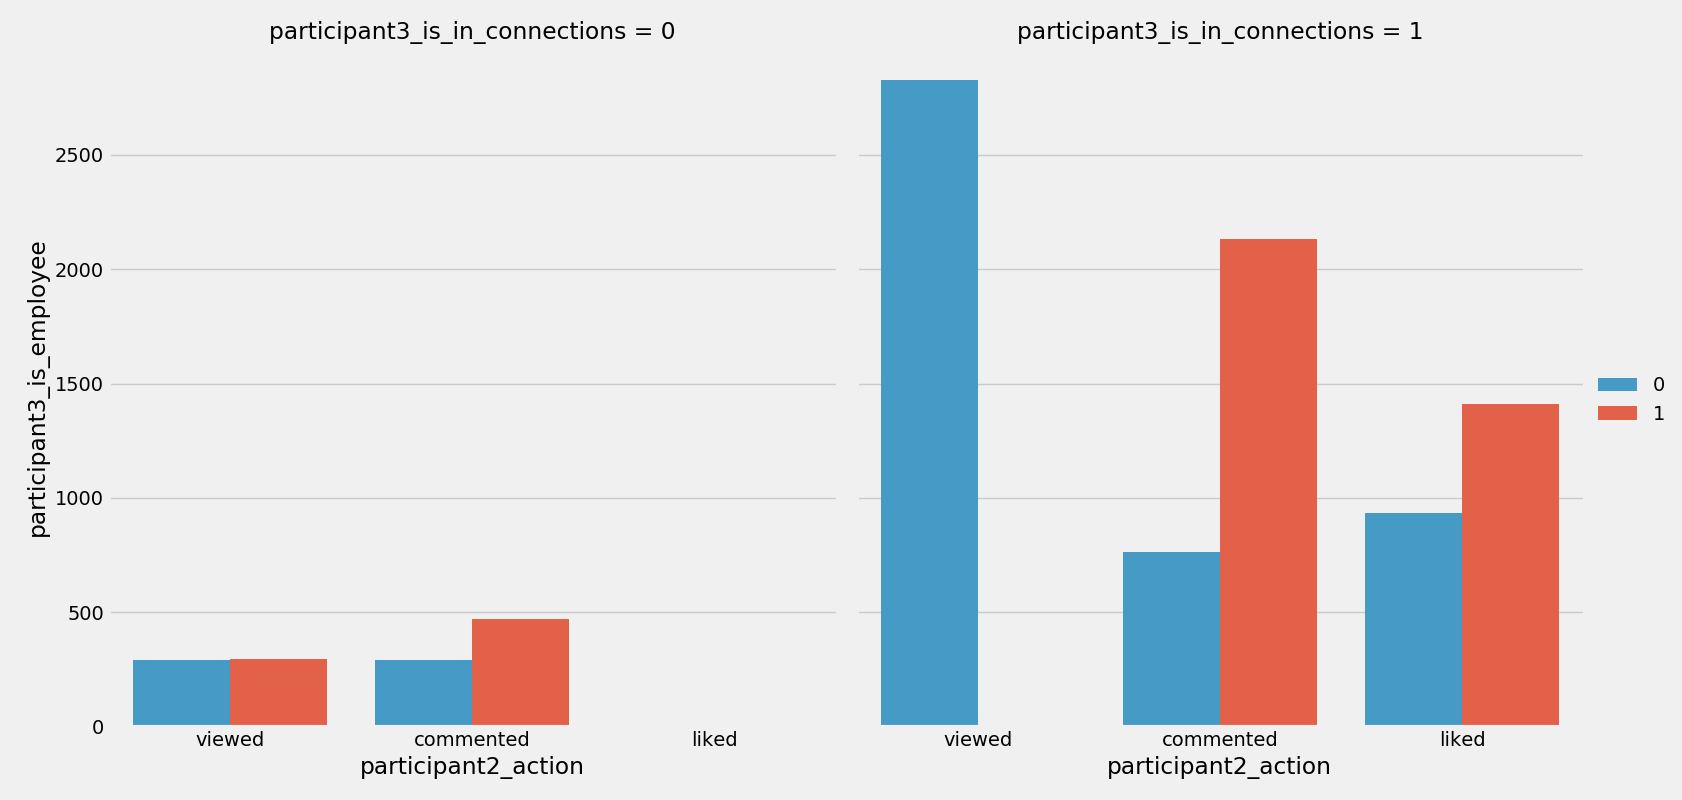 participant3_is_in_connections = 0
participant3_is_in_connections = 1
participant3_is_employee
2500
2000
1500
1000
500
0
viewed
commented
liked
participant2_action
viewed
commented
liked
participant2_action
0
1